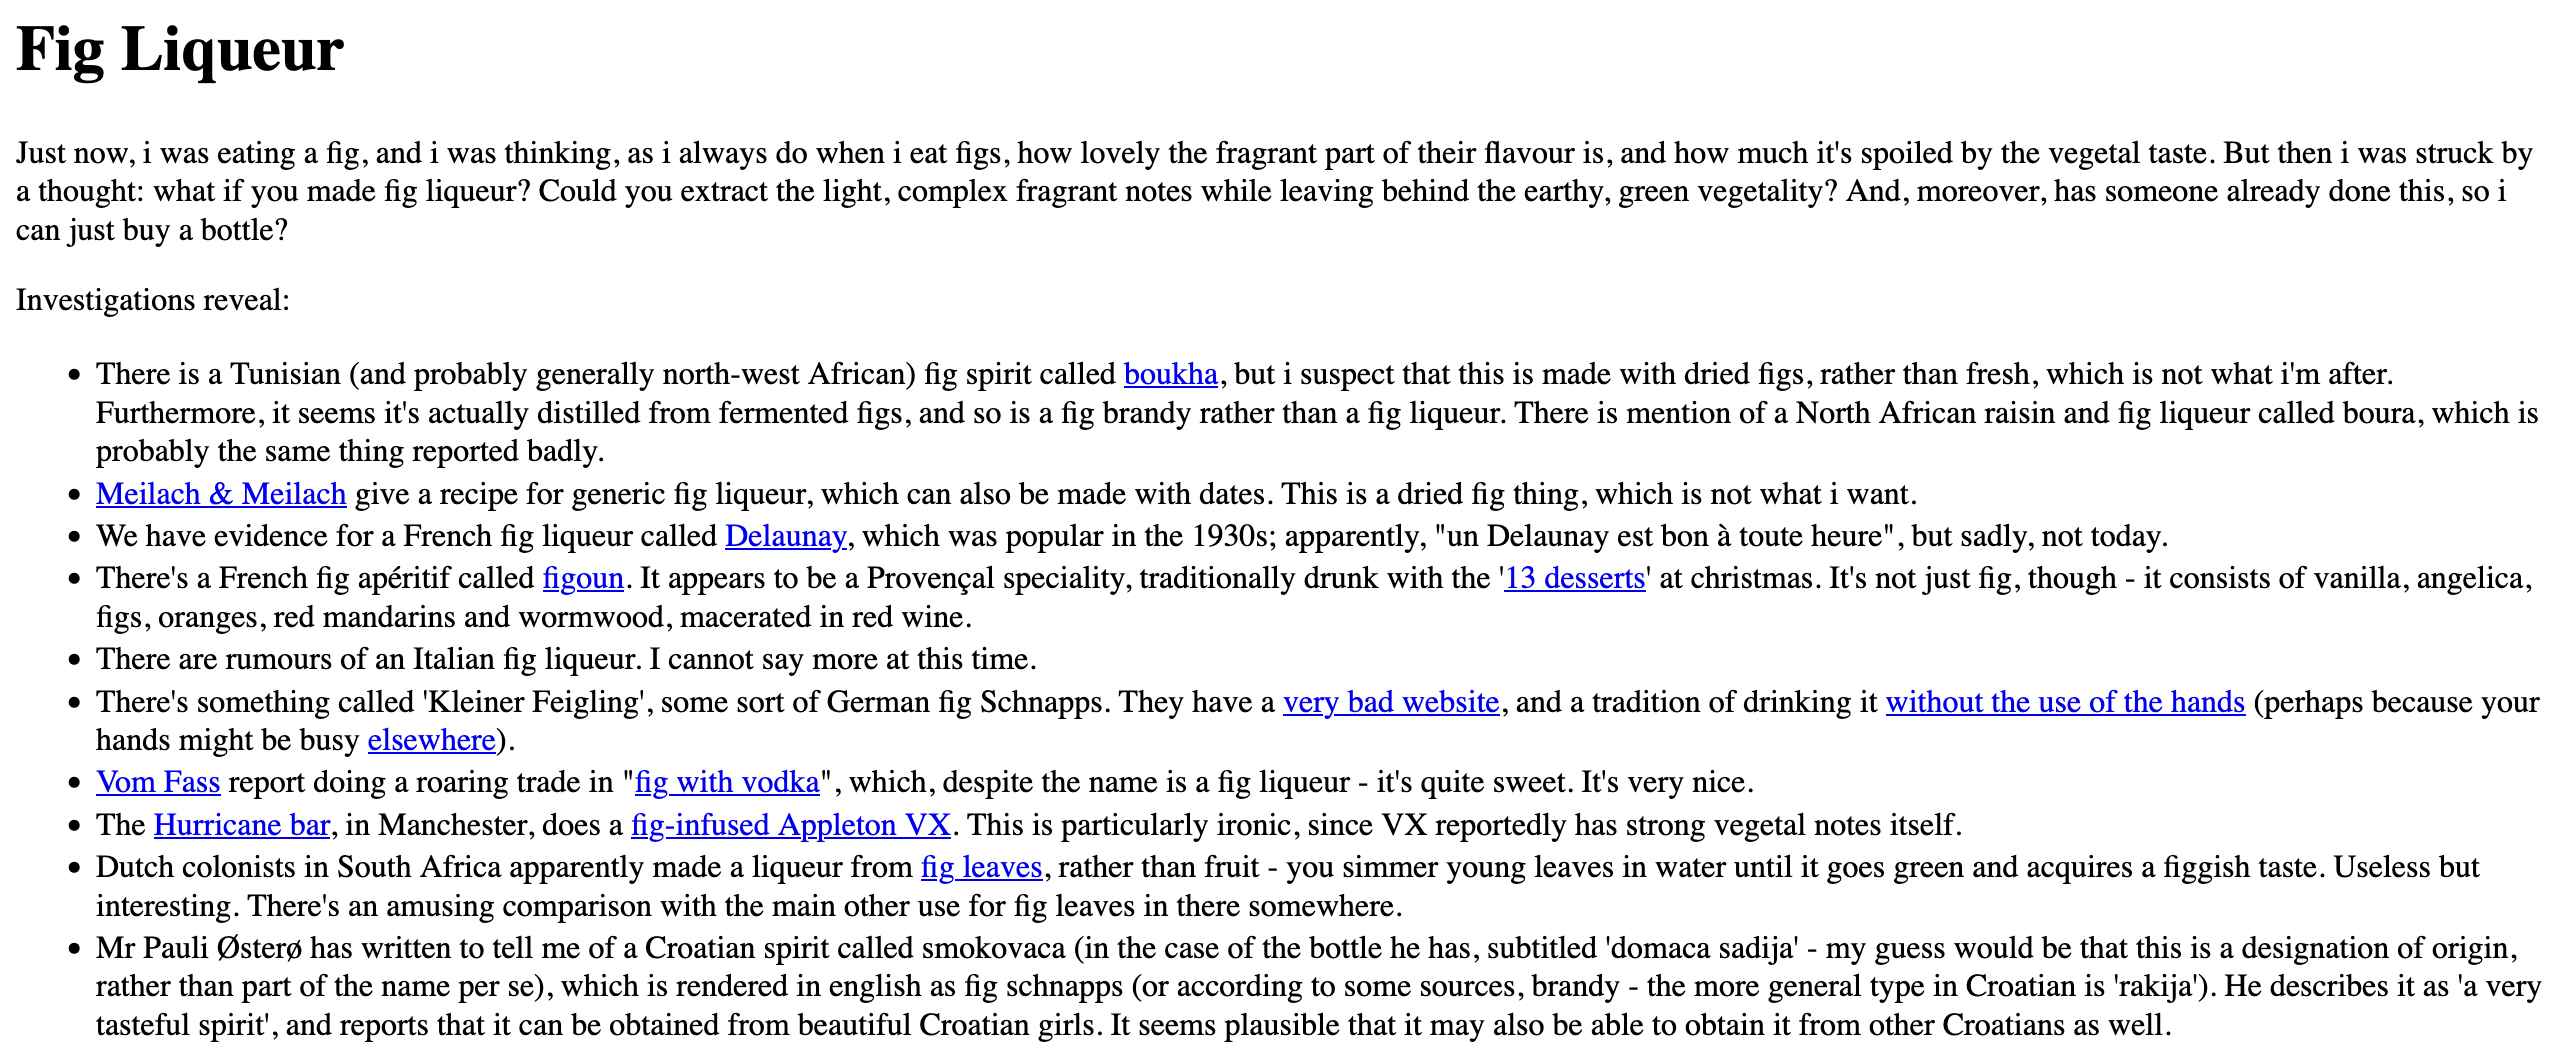 Fig Liqueur
Just now, i was eating a fig, and i was thinking, as i always do when i eat figs, how lovely the fragrant part of their flavour is, and how much it's spoiled by the vegetal taste. But then i was struck by
a thought: what if you made fig liqueur? Could you extract the light, complex fragrant notes while leaving behind the earthy, green vegetality? And, moreover, has someone already done this, so i
can just buy a bottle?
Investigations reveal:
• There is a Tunisian (and probably generally north-west African) fig spirit called boukha, but i suspect that this is made with dried figs, rather than fresh, which is not what i'm after.
Furthermore, it seems it's actually distilled from fermented figs, and so is a fig brandy rather than a fig liqueur. There is mention of a North African raisin and fig liqueur called boura, which is
probably the same thing reported badly.
• Meilach & Meilach give a recipe for generic fig liqueur, which can also be made with dates. This is a dried fig thing, which is not what i want.
• We have evidence for a French fig liqueur called Delaunay, which was popular in the 1930s; apparently, "un Delaunay est bon à toute heure", but sadly, not today.
• There's a French fig apéritif called figoun. It appears to be a Provençal speciality, traditionally drunk with the '13 desserts' at christmas. It's not just fig, though - it consists of vanilla, angelica,
figs, oranges, red mandarins and wormwood, macerated in red wine.
• There are rumours of an Italian fig liqueur. I cannot say more at this time.
• There's something called 'Kleiner Feigling', some sort of German fig Schnapps. They have a very bad website, and a tradition of drinking it without the use of the hands (perhaps because your
hands might be busy elsewhere).
• Vom Fass report doing a roaring trade in "fig with vodka", which, despite the name is a fig liqueur - it's quite sweet. It's very nice.
• The Hurricane bar, in Manchester, does a fig-infused Appleton VX. This is particularly ironic, since VX reportedly has strong vegetal notes itself.
• Dutch colonists in South Africa apparently made a liqueur from fig leaves, rather than fruit - you simmer young leaves in water until it goes green and acquires a figgish taste. Useless but
interesting. There's an amusing comparison with the main other use for fig leaves in there somewhere.
• Mr Pauli Østerø has written to tell me of a Croatian spirit called smokovaca (in the case of the bottle he has, subtitled 'domaca sadija' - my guess would be that this is a designation of origin,
rather than part of the name per se), which is rendered in english as fig schnapps (or according to some sources, brandy - the more general type in Croatian is 'rakija'). He describes it as 'a very
tasteful spirit', and reports that it can be obtained from beautiful Croatian girls. It seems plausible that it may also be able to obtain it from other Croatians as well.